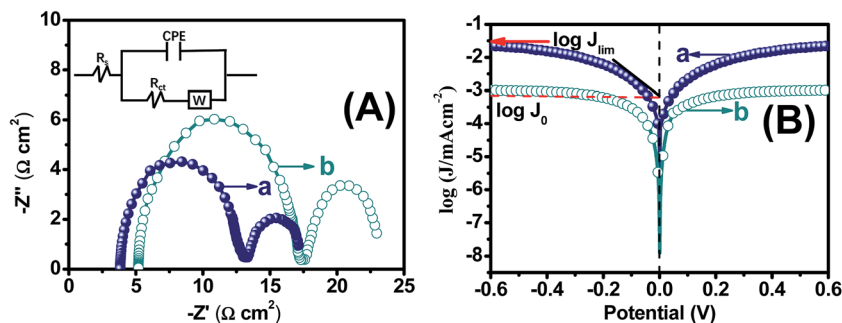 (A)
CPE
Rs
Rct
W
a
b
-Z'' (Ω cm²)
10
8
6
4
2
0
0 5 10 15 20 25
-Z' (Ω cm²)
(B)
log Jlim
a
log J0
b
log (J/mAcm-2)
-1
-2
-3
-4
-5
-6
-7
-8
-0.6 -0.4 -0.2 0.0 0.2 0.4 0.6
Potential (V)